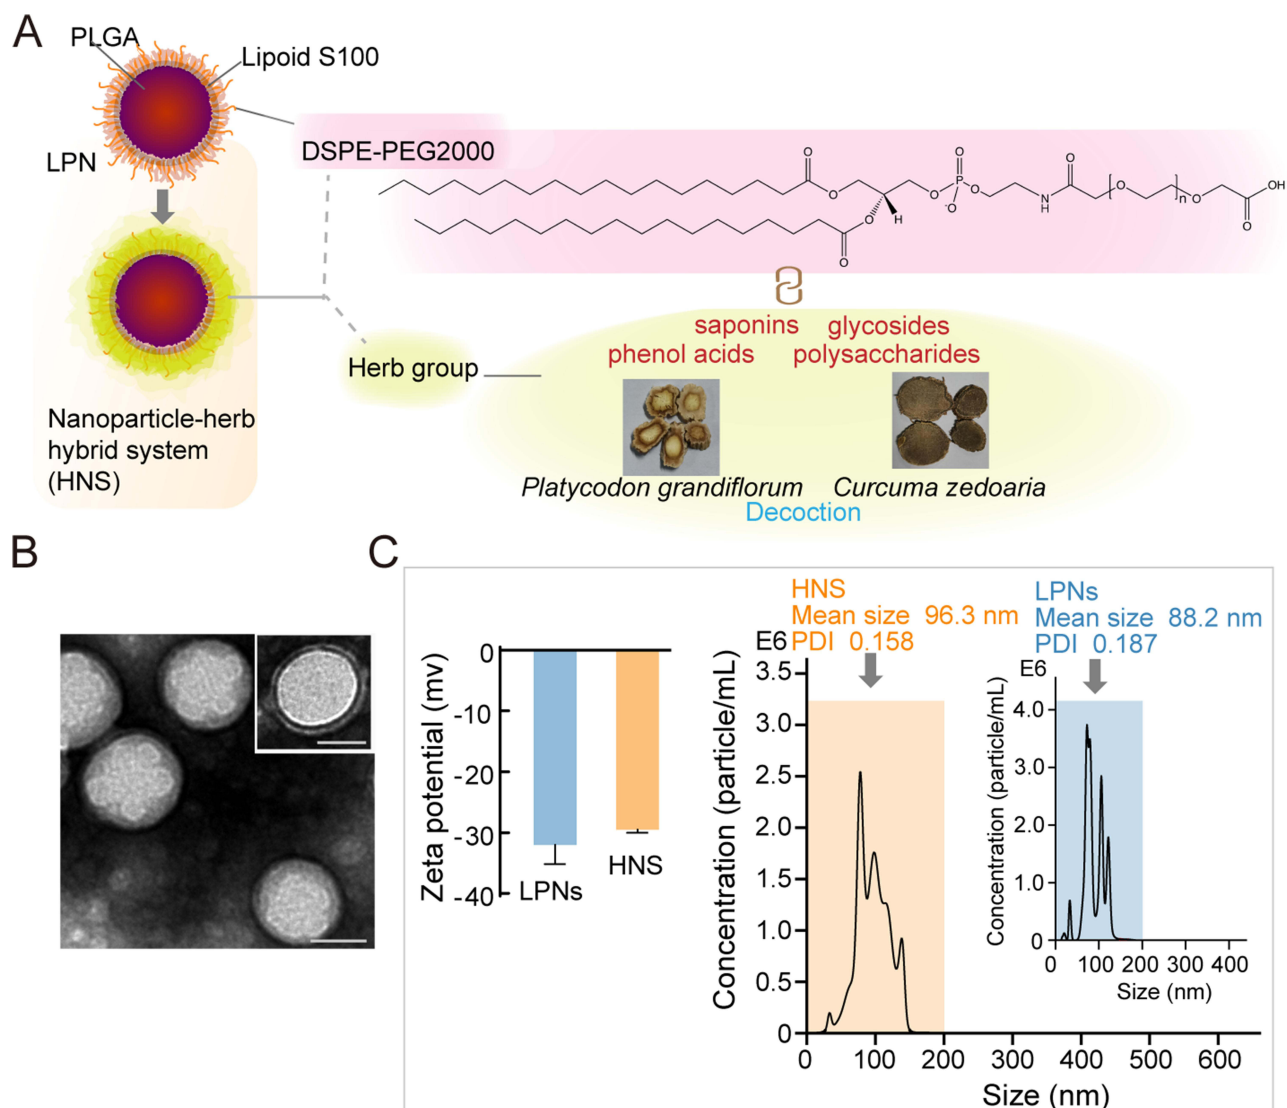 A
PLGA
Lipoid S100
LPN
DSPE-PEG2000
O
O
O
P
O
O
-O
O
H
O
N
H
O
O
n
O
O
OH
Nanoparticle-herb
hybrid system
(HNS)
Herb group
saponins glycosides
phenol acids polysaccharides
Platycodon grandiflorum Curcuma zedoaria
Decoction
B
C
Zeta potential (mv)
0
-10
-20
-30
-40
LPNs
HNS
HNS
Mean size 96.3 nm
PDI 0.158
E6
Concentration (particle/mL)
3.5
3.0
2.5
2.0
1.5
1.0
0.5
0
0 100 200 300 400 500 600
Size (nm)
LPNs
Mean size 88.2 nm
PDI 0.187
E6
Concentration (particle/mL)
4.0
3.0
2.0
1.0
0
0 100 200 300 400
Size (nm)